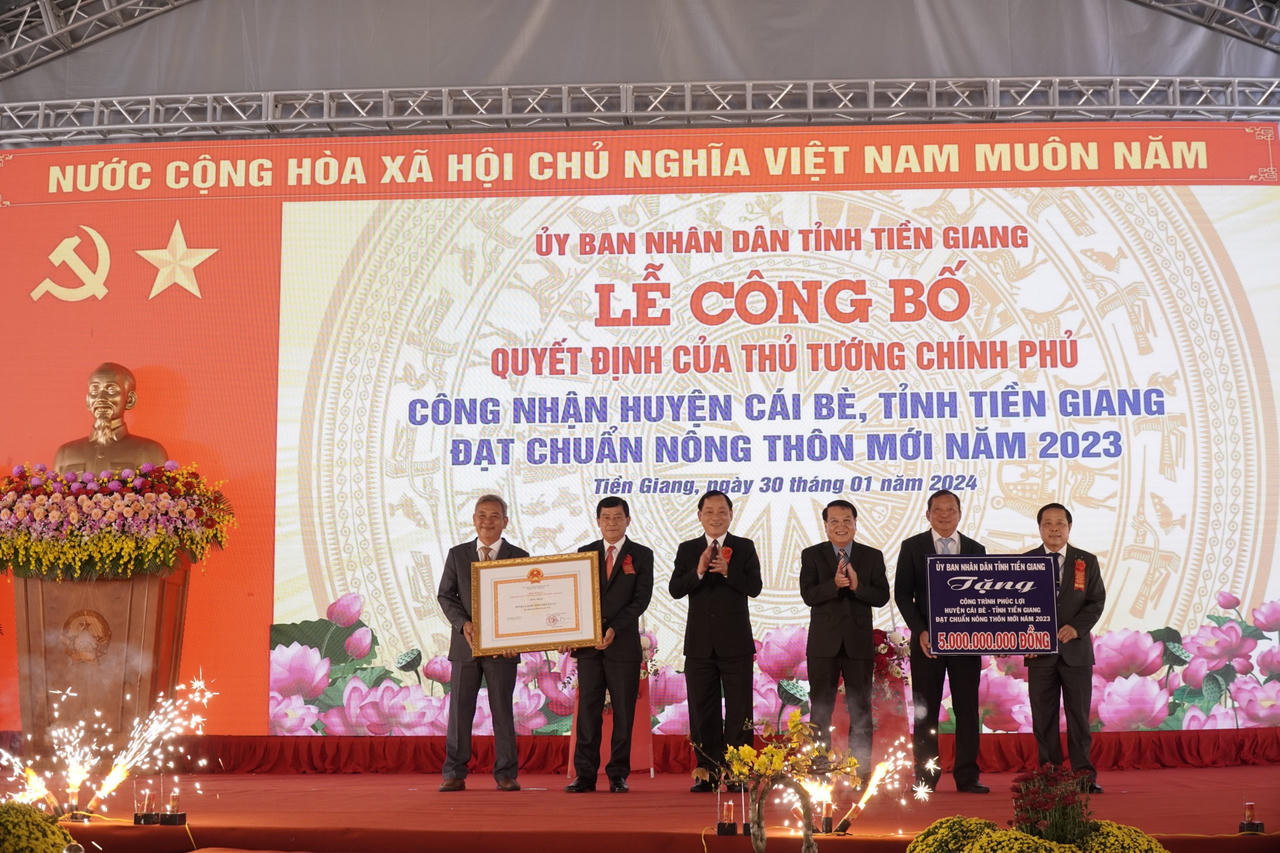 NƯỚC CỘNG HÒA XÃ HỘI CHỦ NGHĨA VIỆT NAM MUÔN NĂM
ỦY BAN NHÂN DÂN TỈNH TIỀN GIANG
LỄ CÔNG BỐ
QUYẾT ĐỊNH CỦA THỦ TƯỚNG CHÍNH PHỦ
CÔNG NHẬN HUYỆN CÁI BÈ, TỈNH TIỀN GIANG
ĐẠT CHUẨN NÔNG THÔN MỚI NĂM 2023
Tiền Giang, ngày 30 tháng 01 năm 2024
ỦY BAN NHÂN DÂN TỈNH TIỀN GIANG
Tặng
CÔNG TRÌNH PHÚC LỢI
HUYỆN CÁI BÈ - TỈNH TIỀN GIANG
ĐẠT CHUẨN NÔNG THÔN MỚI NĂM 2023
5.000.000.000 ĐỒNG